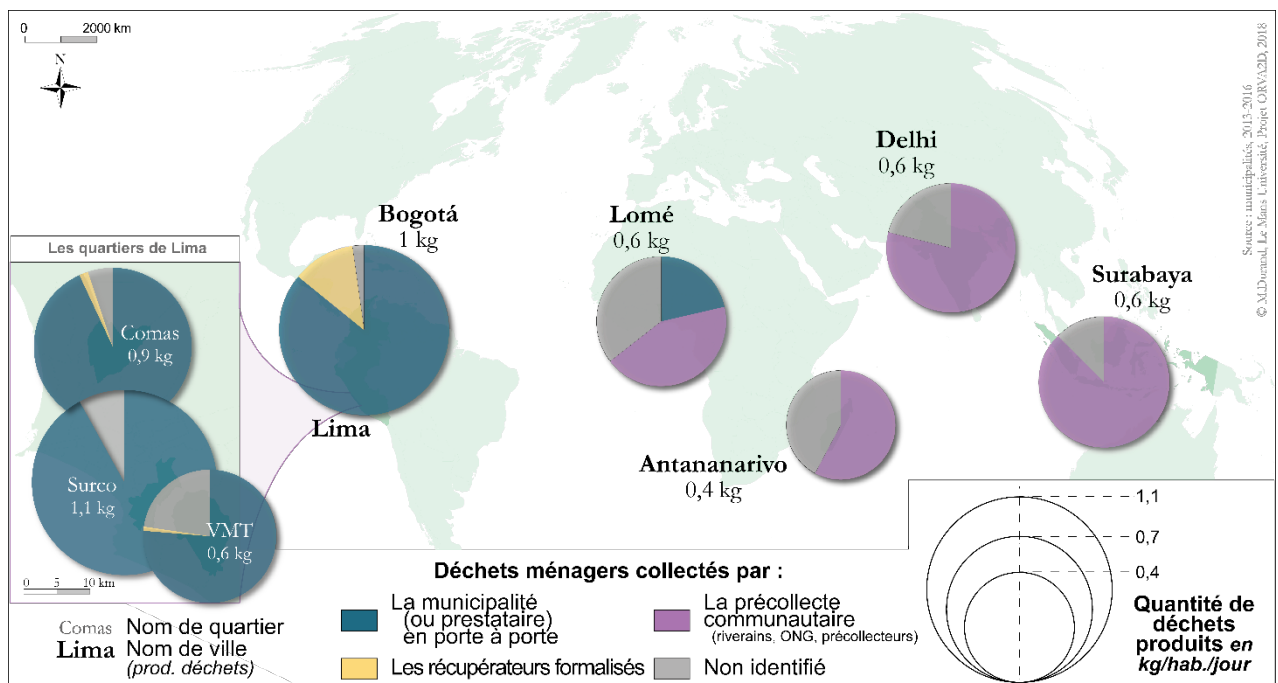 0 2000 km
N
Source : municipalités, 2013-2016
© M.Durand, Le Mans Université, Projet ORVA2D, 2018
Delhi
0,6 kg
Bogotá
1 kg
Lomé
0,6 kg
Surabaya
0,6 kg
Les quartiers de Lima
Comas
0,9 kg
Lima
Antananarivo
0,4 kg
Surco
1,1 kg
VMT
0,6 kg
0 5 10 km
Comas Nom de quartier
Lima Nom de ville
(prod. déchets)
Déchets ménagers collectés par :
La municipalité
(ou prestataire)
en porte à porte
Les récupérateurs formalisés
La précollecte
communautaire
(riverains, ONG, précollecteurs)
Non identifié
1,1
0,7
0,4
Quantité de
déchets
produits en
kg/hab./jour